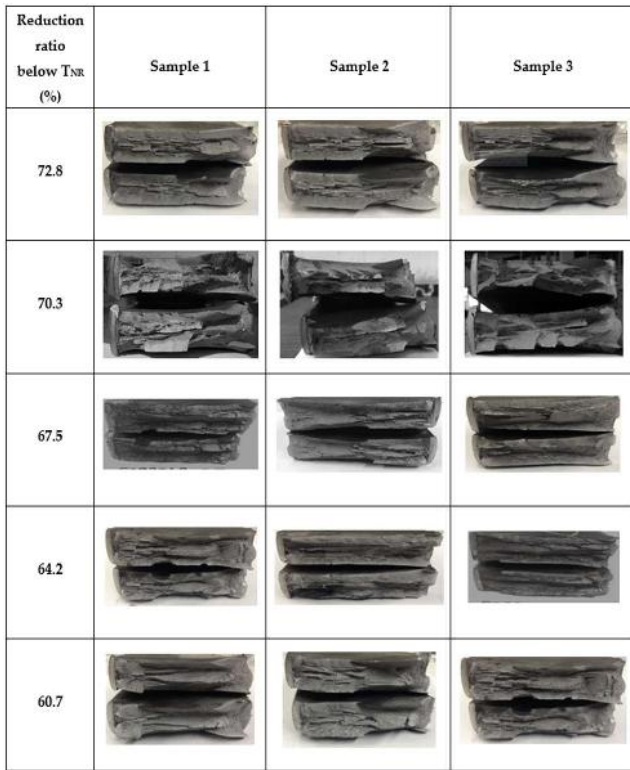 Reduction
ratio
below TNR
(%)
Sample 1
Sample 2
Sample 3
72.8
70.3
67.5
64.2
60.7